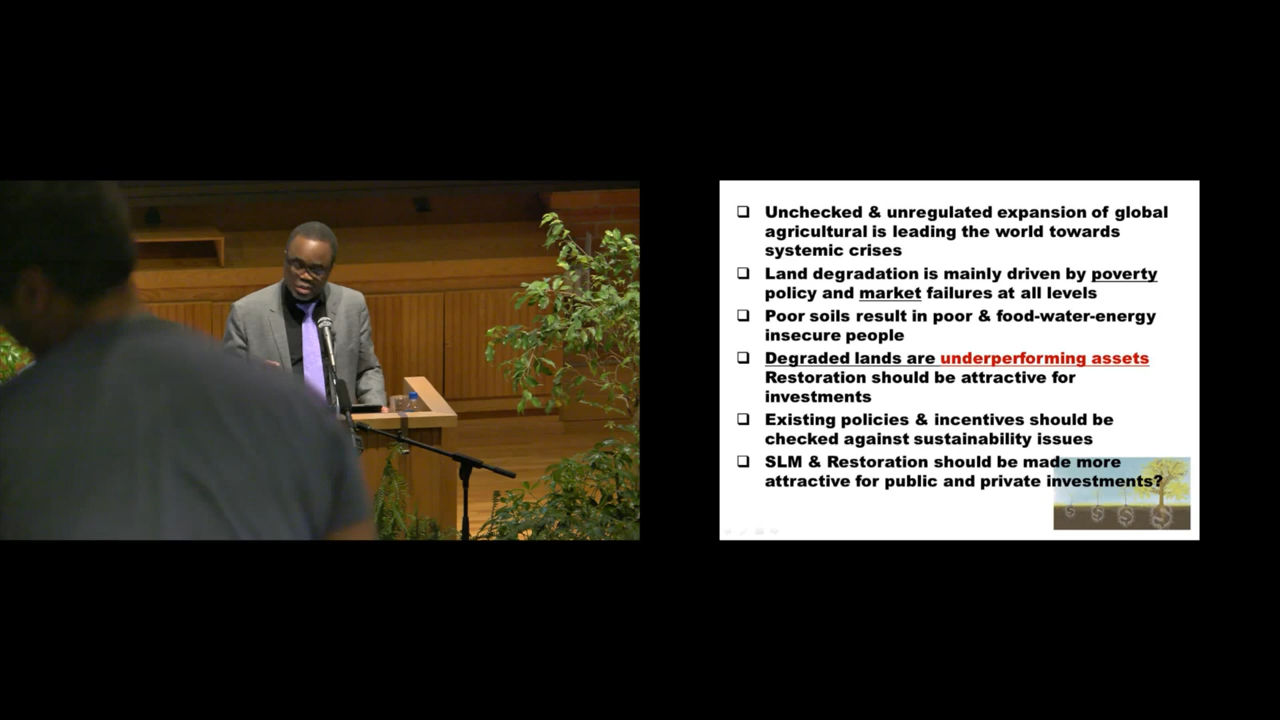 Unchecked & unregulated expansion of global
agricultural is leading the world towards
systemic crises
Land degradation is mainly driven by poverty
policy and market failures at all levels
Poor soils result in poor & food-water-energy
insecure people
Degraded lands are underperforming assets
Restoration should be attractive for
investments
Existing policies & incentives should be
checked against sustainability issues
SLM & Restoration should be made more
attractive for public and private investments?